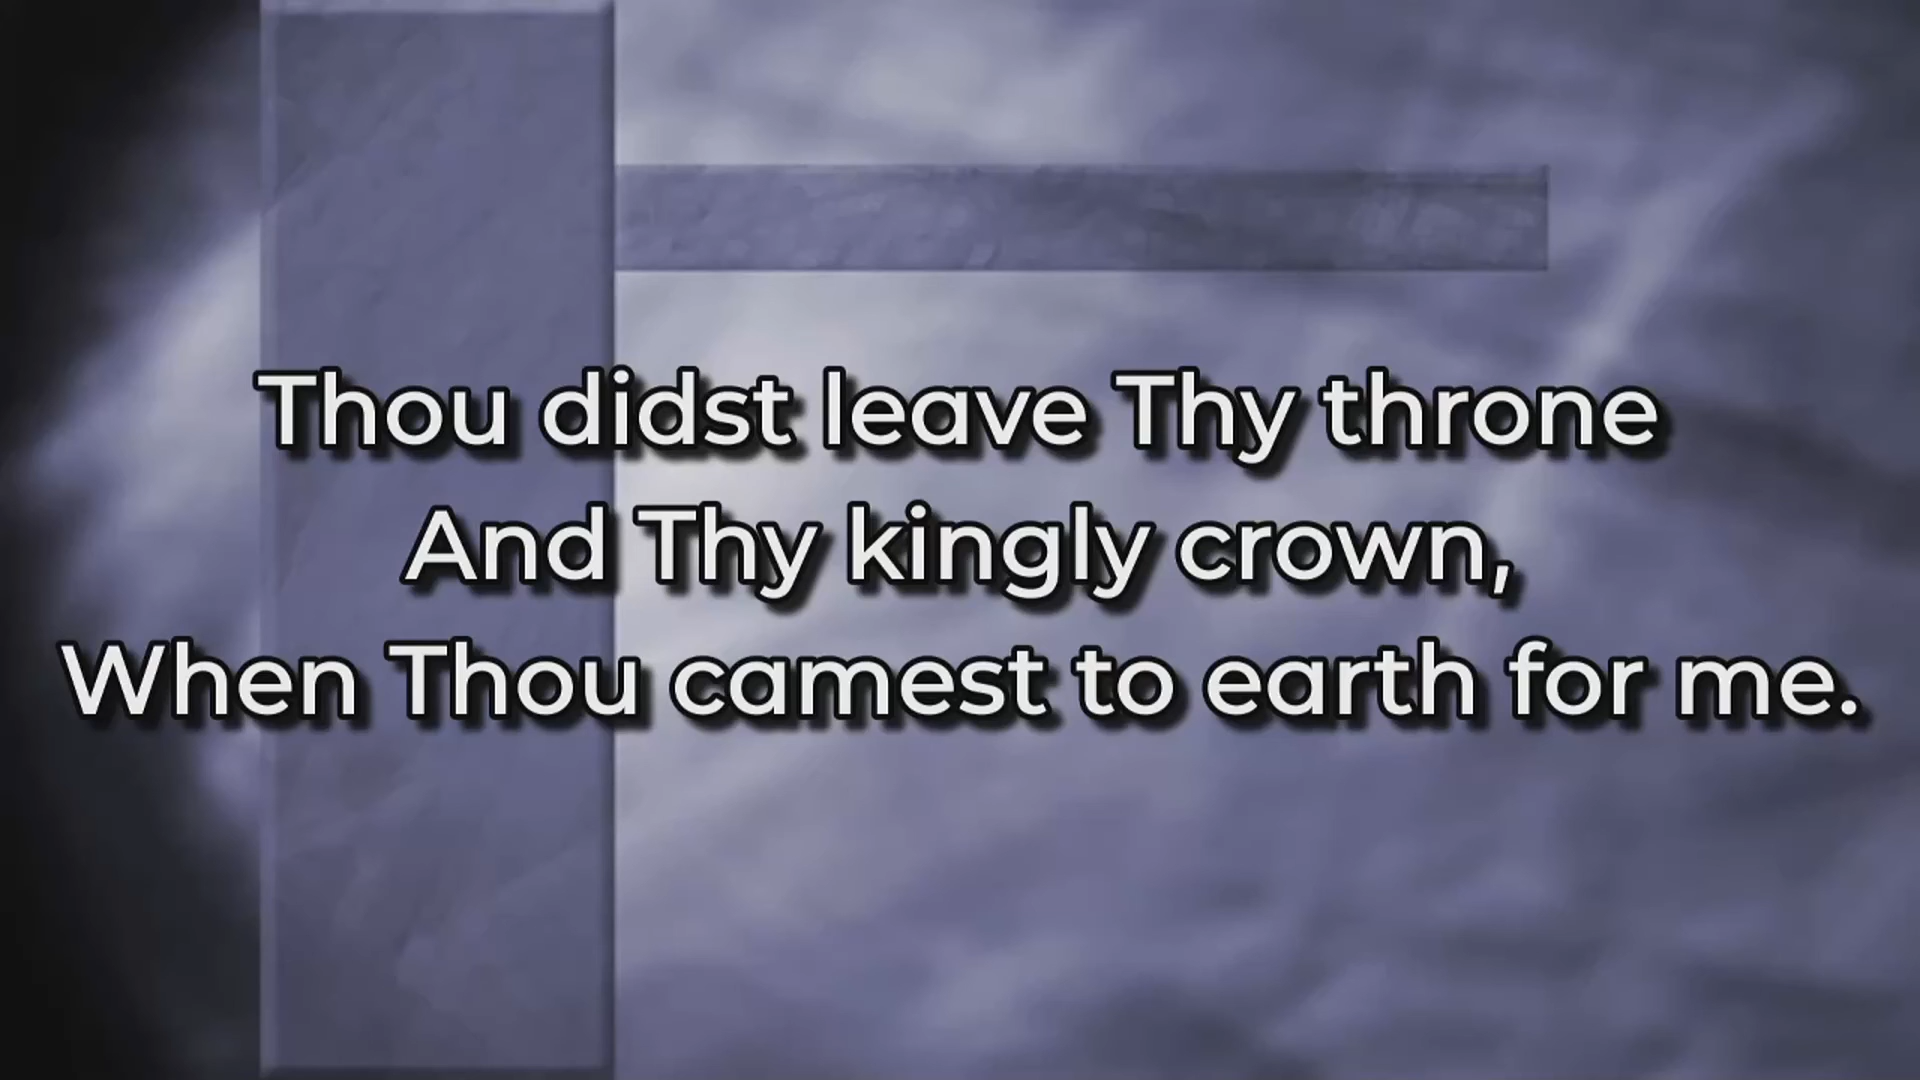 Thou didst leave Thy throne
And Thy kingly crown,
When Thou camest to earth for me.